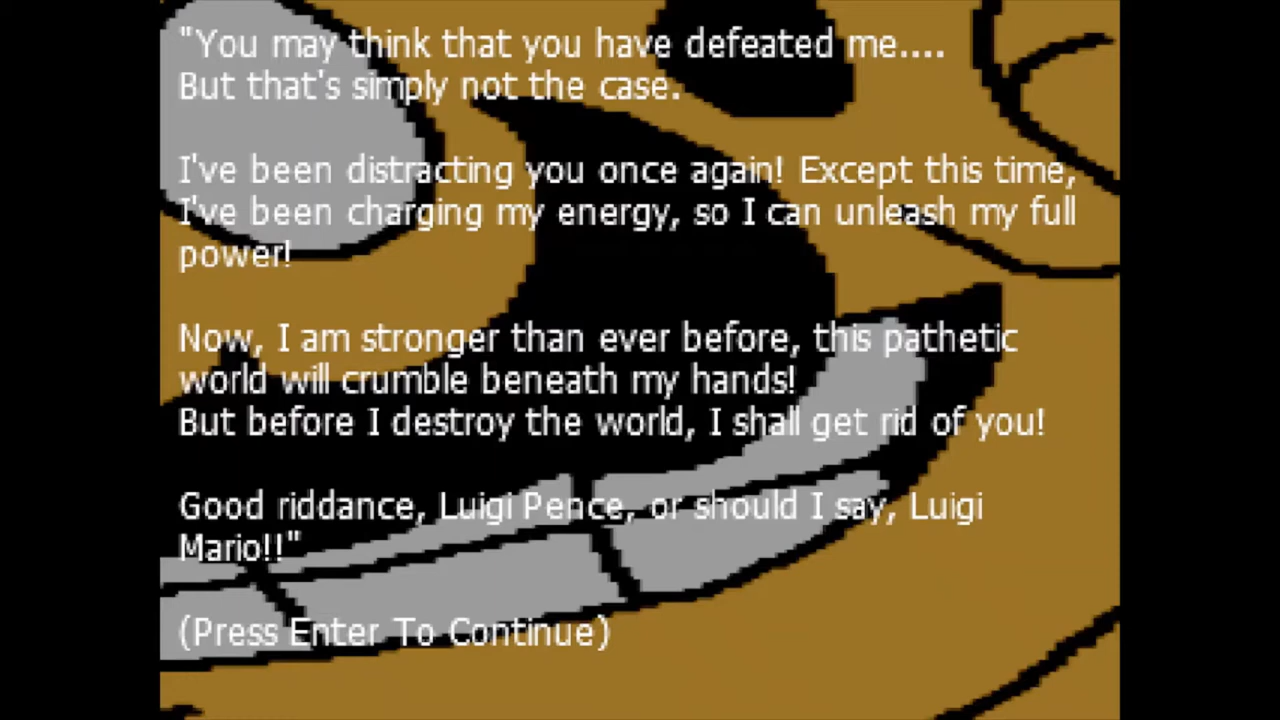 "You may think that you have defeated me....
But that's simply not the case.
I've been distracting you once again! Except this time,
I've been charging my energy, so I can unleash my full
power!
Now, I am stronger than ever before, this pathetic
world will crumble beneath my hands!
But before I destroy the world, I shall get rid of you!
Good riddance, Luigi Pence, or should I say, Luigi
Mario!!"
(Press Enter To Continue)